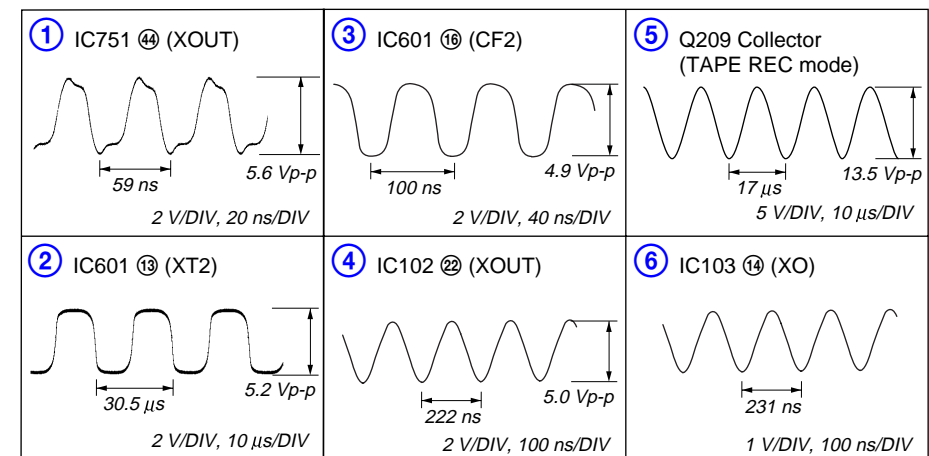 ① IC751 ㊹ (XOUT)
59 ns
5.6 Vp-p
2 V/DIV, 20 ns/DIV
② IC601 ⑬ (XT2)
30.5 µs
5.2 Vp-p
2 V/DIV, 10 µs/DIV
③ IC601 ⑯ (CF2)
100 ns
4.9 Vp-p
2 V/DIV, 40 ns/DIV
④ IC102 ㉒ (XOUT)
222 ns
5.0 Vp-p
2 V/DIV, 100 ns/DIV
⑤ Q209 Collector
(TAPE REC mode)
17 µs
13.5 Vp-p
5 V/DIV, 10 µs/DIV
⑥ IC103 ⑭ (XO)
231 ns
1 V/DIV, 100 ns/DIV